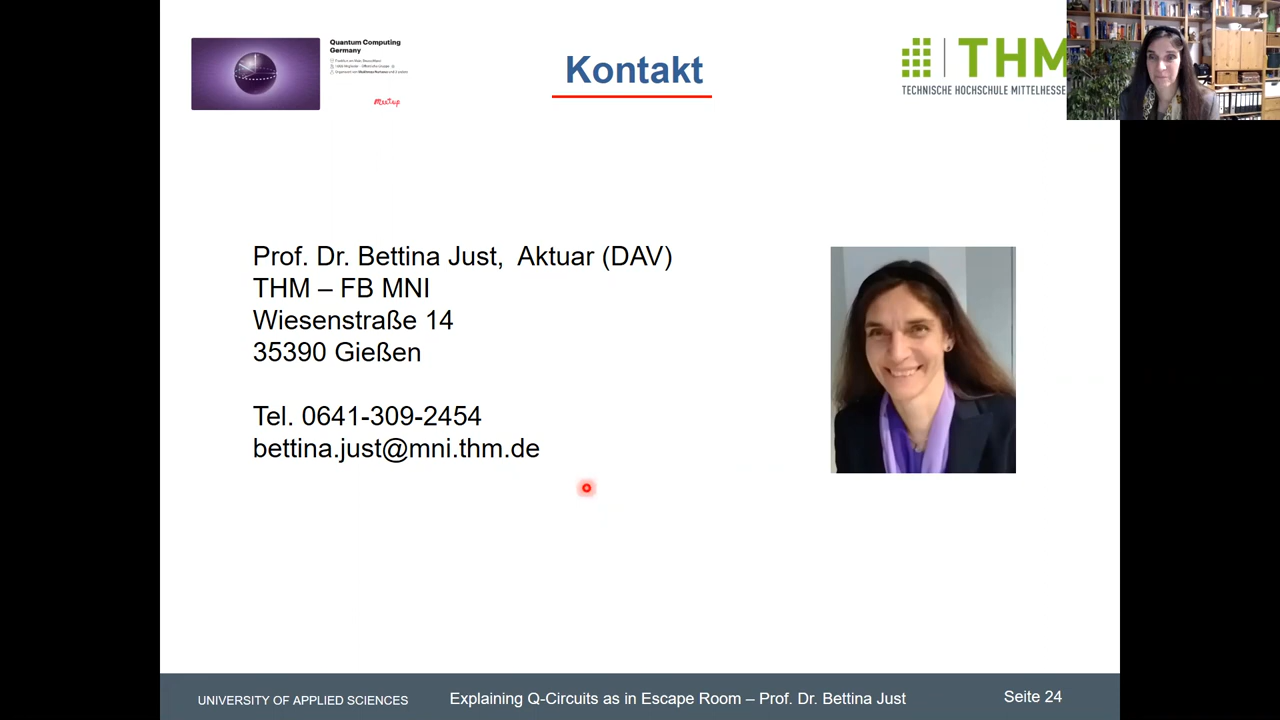 Quantum Computing
Germany
Meetup
Kontakt
THM
TECHNISCHE HOCHSCHULE MITTELHESSE
Prof. Dr. Bettina Just, Aktuar (DAV)
THM – FB MNI
Wiesenstraße 14
35390 Gießen
Tel. 0641-309-2454
bettina.just@mni.thm.de
UNIVERSITY OF APPLIED SCIENCES
Explaining Q-Circuits as in Escape Room – Prof. Dr. Bettina Just
Seite 24